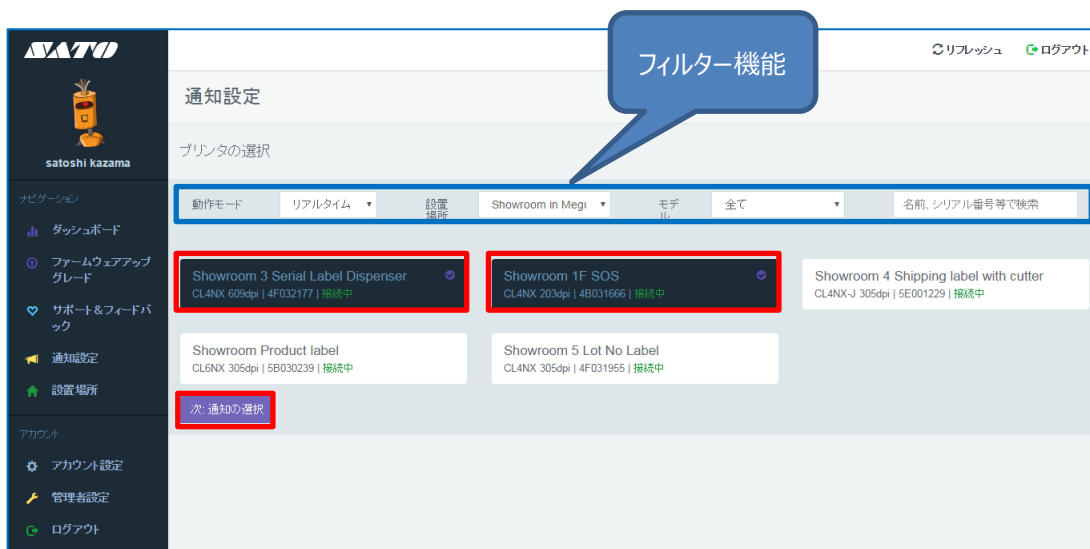 SATO
フィルター機能
リフレッシュ ログアウト
satoshi kazama
通知設定
プリンタの選択
ナビゲーション
ダッシュボード
ファームウェアアップ
グレード
サポート&フィードバ
ック
通知設定
設置場所
アカウント
アカウント設定
管理者設定
ログアウト
動作モード リアルタイム 設置
場所 Showroom in Megu モデ
ル 全て 名前、シリアル番号等で検索
Showroom 3 Serial Label Dispenser
CL4NX 609dpi | 4F032177 | 接続中
Showroom 1F SOS
CL4NX 203dpi | 4B031666 | 接続中
Showroom 4 Shipping label with cutter
CL4NX-J 305dpi | 5E001229 | 接続中
Showroom Product label
CL6NX 305dpi | 5B030239 | 接続中
Showroom 5 Lot No Label
CL4NX 305dpi | 4F031955 | 接続中
次: 通知の選択